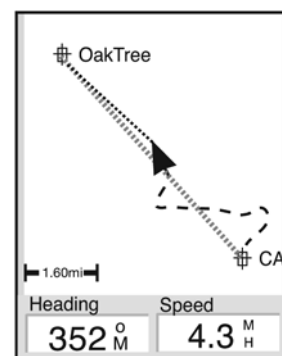 OakTree
CA
1.60mi
Heading
Speed
352 o M
4.3 M H